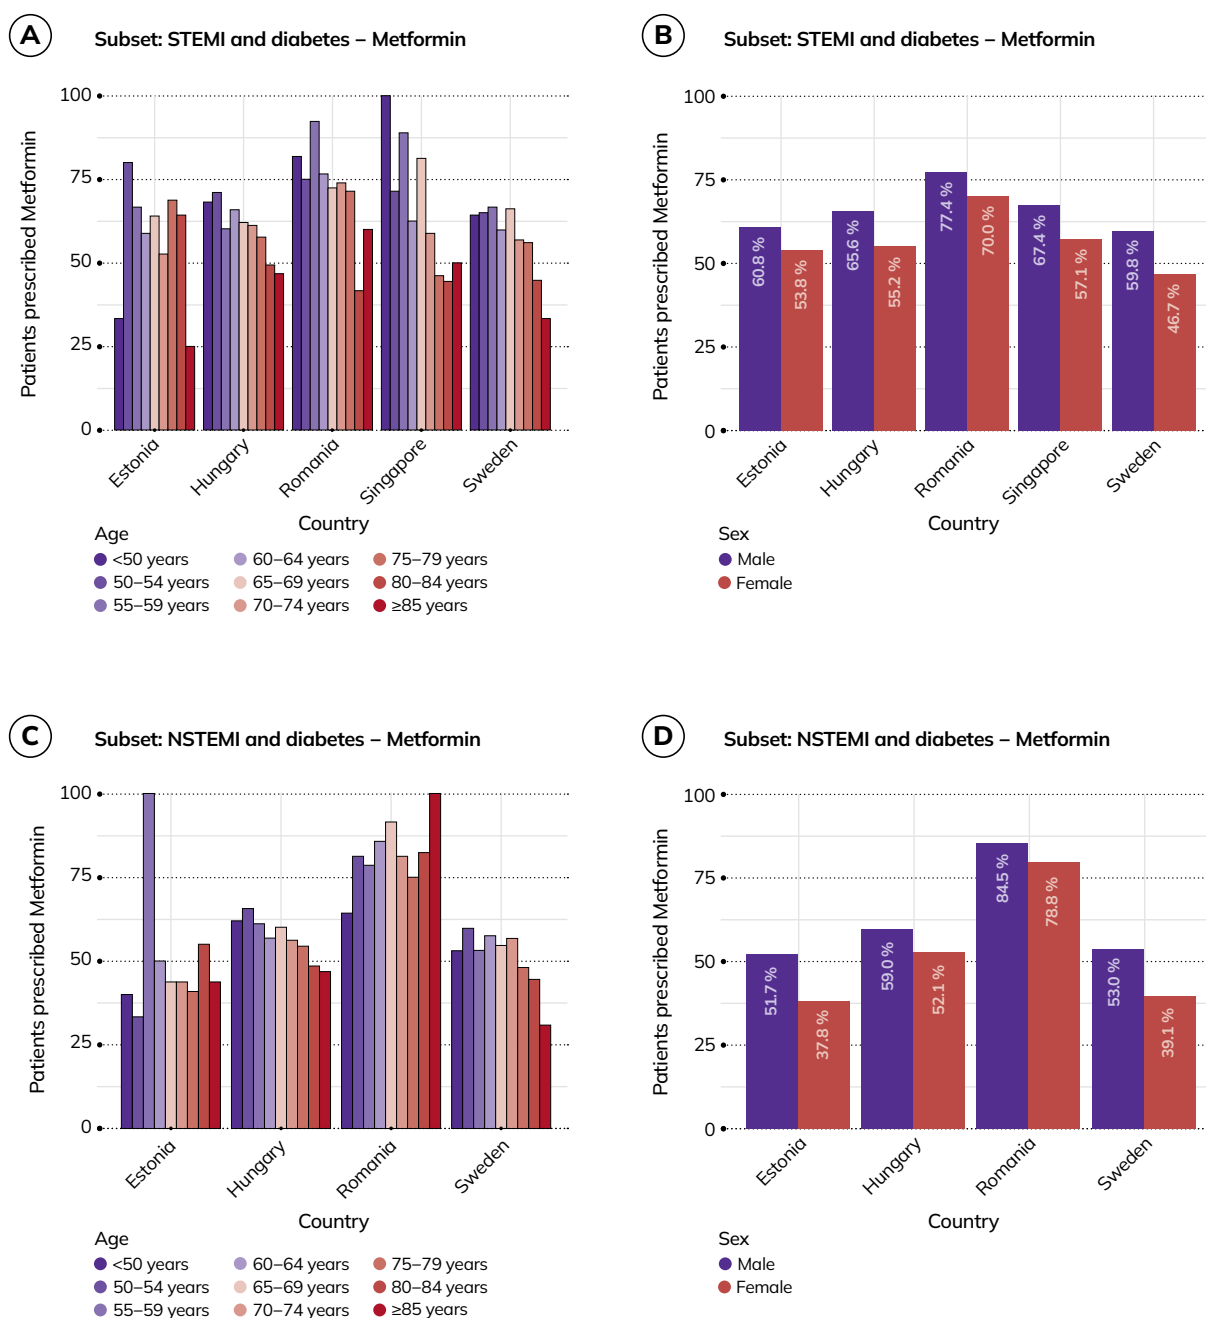 A
Subset: STEMI and diabetes – Metformin
Patients prescribed Metformin
100
75
50
25
0
Estonia
Hungary
Romania
Singapore
Sweden
Country
Age
<50 years
60–64 years
75–79 years
50–54 years
65–69 years
80–84 years
55–59 years
70–74 years
≥85 years
B
Subset: STEMI and diabetes – Metformin
Patients prescribed Metformin
100
75
50
25
0
60.8 %
53.8 %
65.6 %
55.2 %
77.4 %
70.0 %
67.4 %
57.1 %
59.8 %
46.7 %
Estonia
Hungary
Romania
Singapore
Sweden
Country
Sex
Male
Female
C
Subset: NSTEMI and diabetes – Metformin
Patients prescribed Metformin
100
75
50
25
0
Estonia
Hungary
Romania
Sweden
Country
Age
<50 years
60–64 years
75–79 years
50–54 years
65–69 years
80–84 years
55–59 years
70–74 years
≥85 years
D
Subset: NSTEMI and diabetes – Metformin
Patients prescribed Metformin
100
75
50
25
0
51.7 %
37.8 %
59.0 %
52.1 %
84.5 %
78.8 %
53.0 %
39.1 %
Estonia
Hungary
Romania
Sweden
Country
Sex
Male
Female